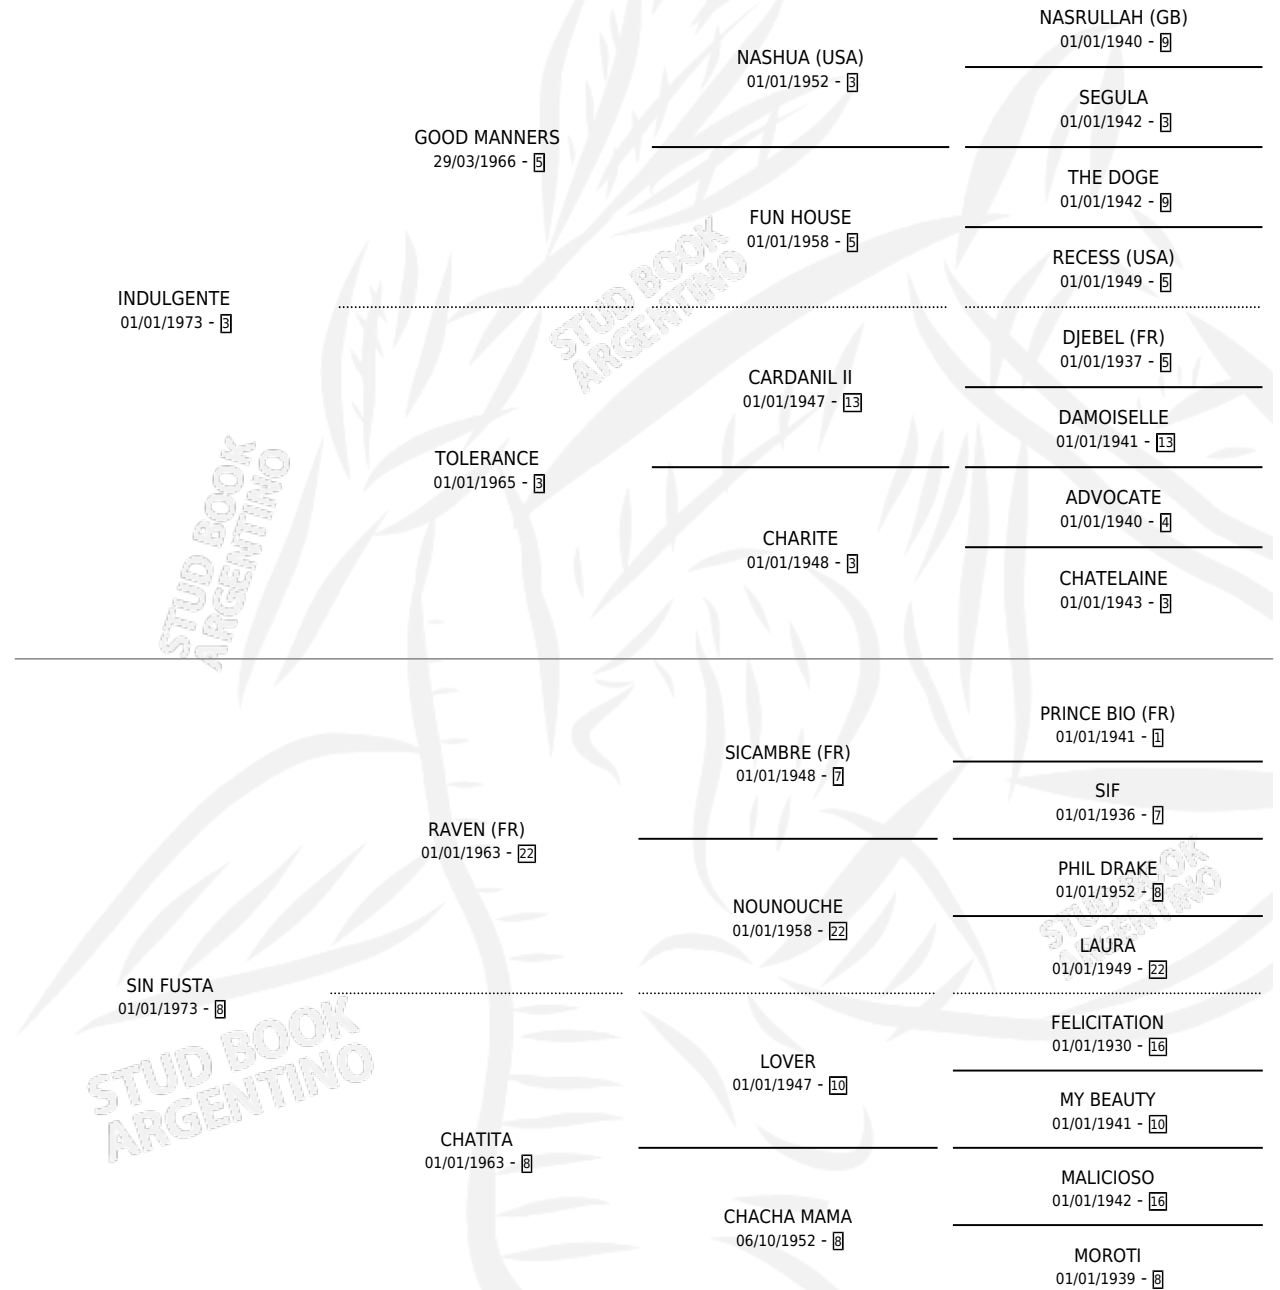 NASRULLAH (GB)
01/01/1940 - 9
NASHUA (USA)
01/01/1952 - 3
SEGULA
01/01/1942 - 3
GOOD MANNERS
29/03/1966 - 5
THE DOGE
01/01/1942 - 9
FUN HOUSE
01/01/1958 - 5
RECESS (USA)
01/01/1949 - 5
INDULGENTE
01/01/1973 - 3
DJEBEL (FR)
01/01/1937 - 5
CARDANIL II
01/01/1947 - 13
DAMOISELLE
01/01/1941 - 13
TOLERANCE
01/01/1965 - 3
ADVOCATE
01/01/1940 - 4
CHARITE
01/01/1948 - 3
CHATELAINE
01/01/1943 - 3
PRINCE BIO (FR)
01/01/1941 - 1
SICAMBRE (FR)
01/01/1948 - 7
SIF
01/01/1936 - 7
RAVEN (FR)
01/01/1963 - 22
PHIL DRAKE
01/01/1952 - 8
NOUNOUCHE
01/01/1958 - 22
LAURA
01/01/1949 - 22
SIN FUSTA
01/01/1973 - 8
FELICITATION
01/01/1930 - 16
LOVER
01/01/1947 - 10
MY BEAUTY
01/01/1941 - 10
CHATITA
01/01/1963 - 8
MALICIOSO
01/01/1942 - 16
CHACHA MAMA
06/10/1952 - 8
MOROTI
01/01/1939 - 8
STUD BOOK
ARGENTINO
STUD BOOK
ARGENTINO
STUD BOOK
ARGENTINO
STUD BOOK
ARGENTINO